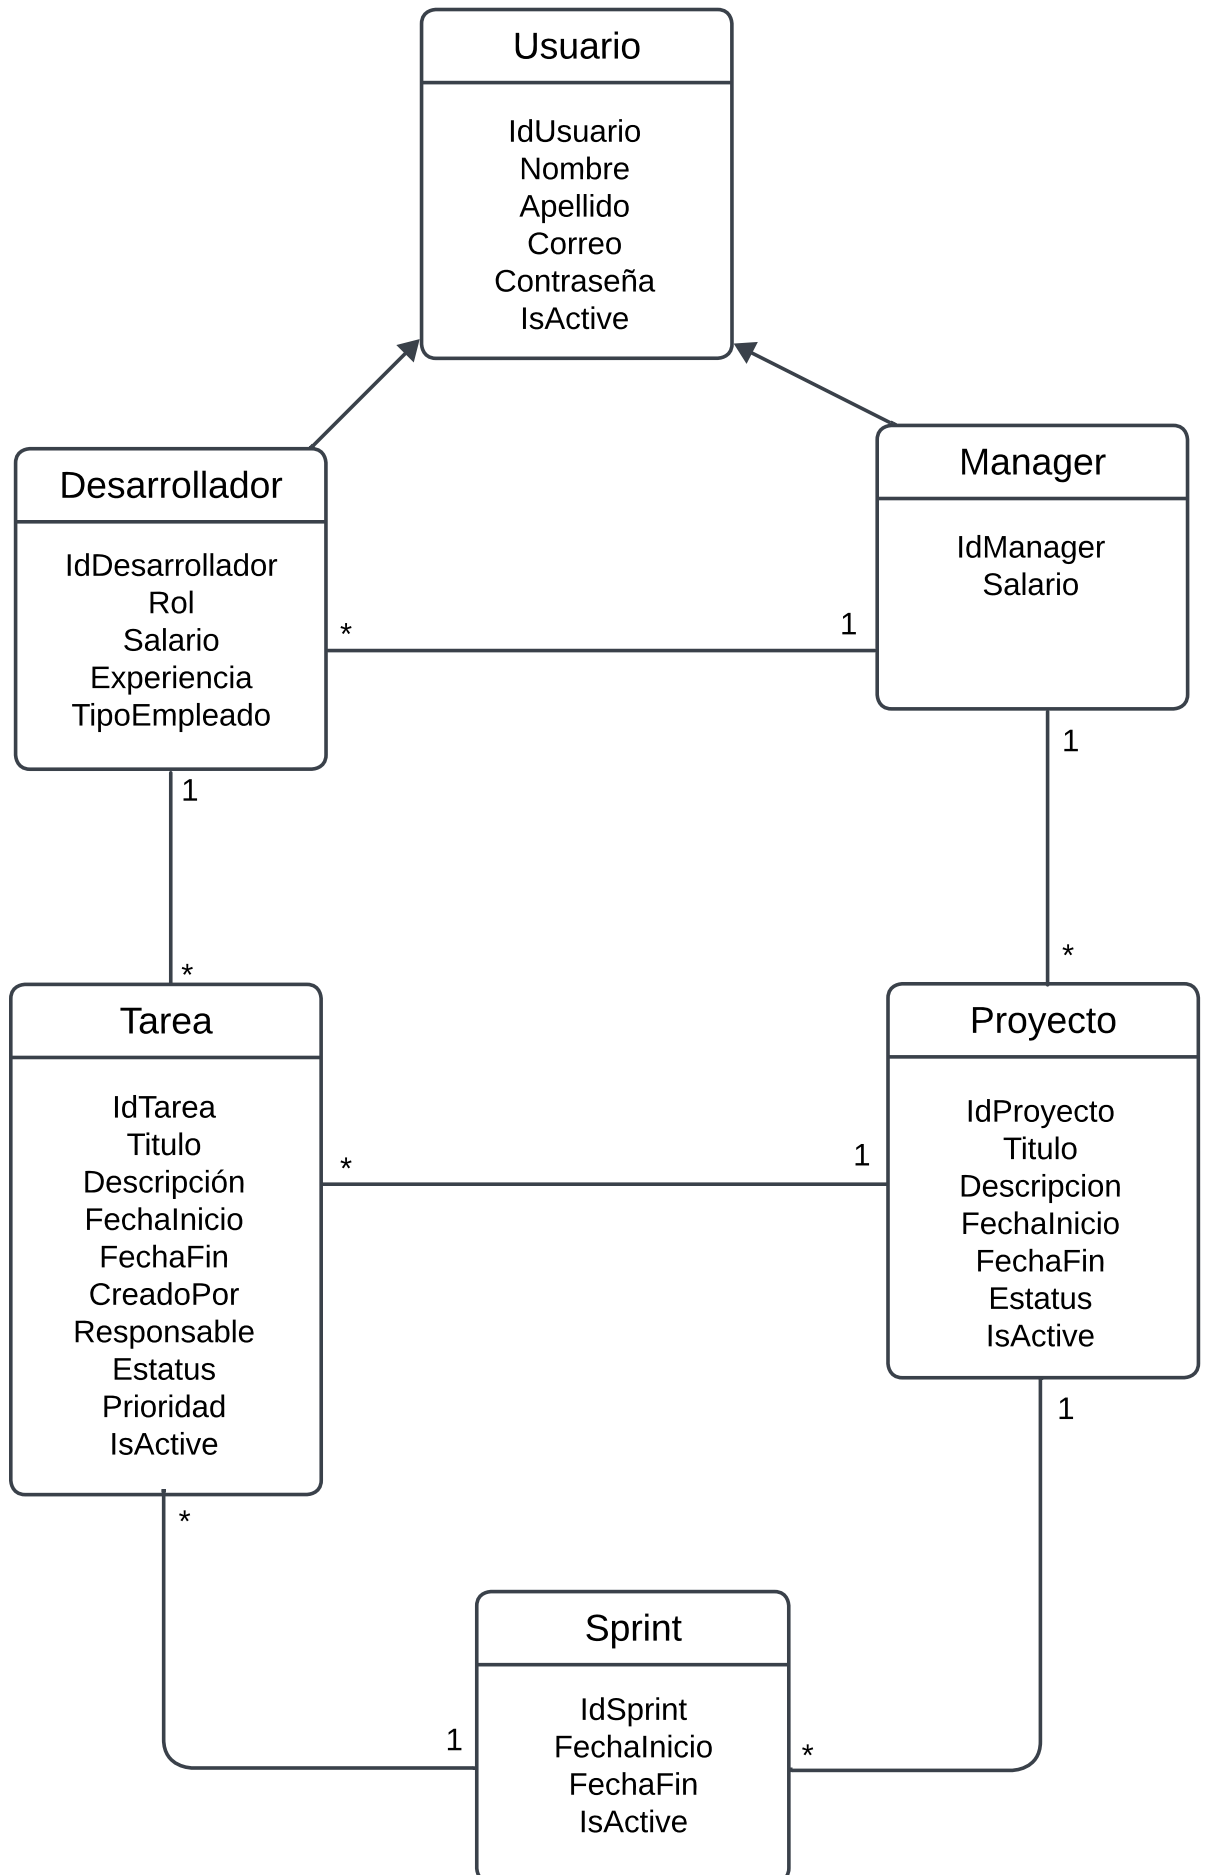 Usuario
IdUsuario
Nombre
Apellido
Correo
Contraseña
IsActive
Desarrollador
IdDesarrollador
Rol
Salario
Experiencia
TipoEmpleado
Manager
IdManager
Salario
*
1
1
*
1
*
Tarea
IdTarea
Titulo
Descripción
FechaInicio
FechaFin
CreadoPor
Responsable
Estatus
Prioridad
IsActive
Proyecto
IdProyecto
Titulo
Descripcion
FechaInicio
FechaFin
Estatus
IsActive
*
1
*
1
1
*
Sprint
IdSprint
FechaInicio
FechaFin
IsActive